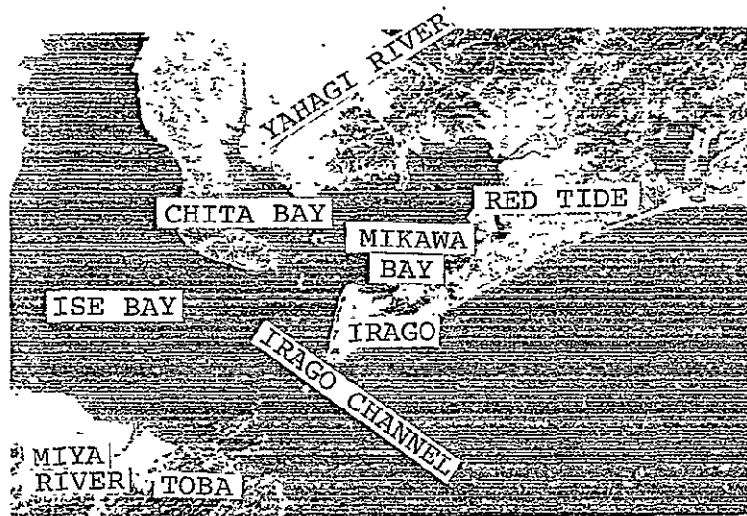 YAHAGI RIVER
CHITA BAY
RED TIDE
MIKAWA
BAY
ISE BAY
IRAGO
IRAGO CHANNEL
MIYA
RIVER
TOBA